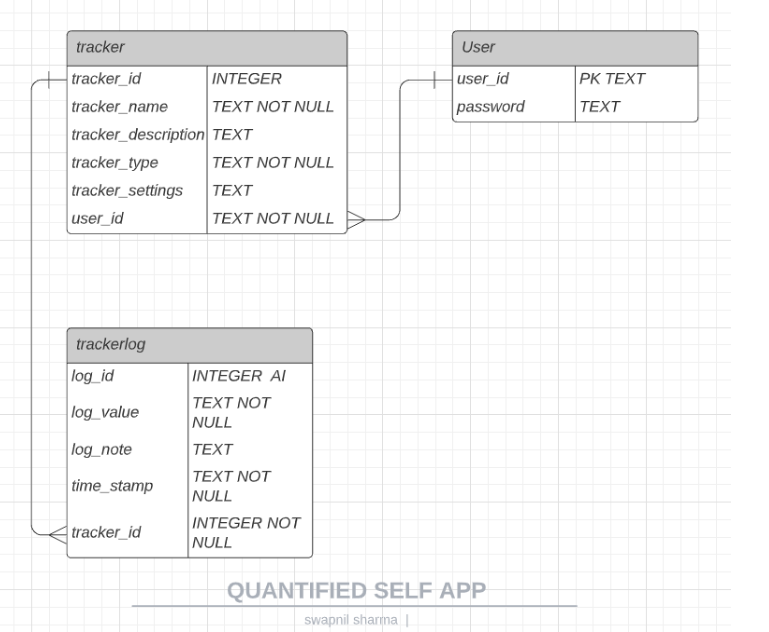 tracker
tracker_id INTEGER
tracker_name TEXT NOT NULL
tracker_description TEXT
tracker_type TEXT NOT NULL
tracker_settings TEXT
user_id TEXT NOT NULL
User
user_id PK TEXT
password TEXT
trackerlog
log_id INTEGER AI
log_value TEXT NOT
NULL
log_note TEXT
time_stamp TEXT NOT
NULL
tracker_id INTEGER NOT
NULL
QUANTIFIED SELF APP
swapnil sharma |